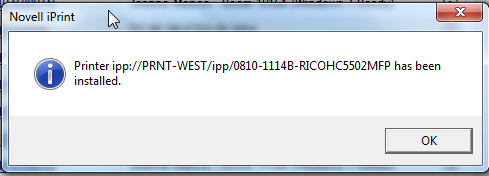 Novell iPrint
Printer ipp://PRNT-WEST/ipp/0810-1114B-RICOHC5502MFP has been
installed.
OK